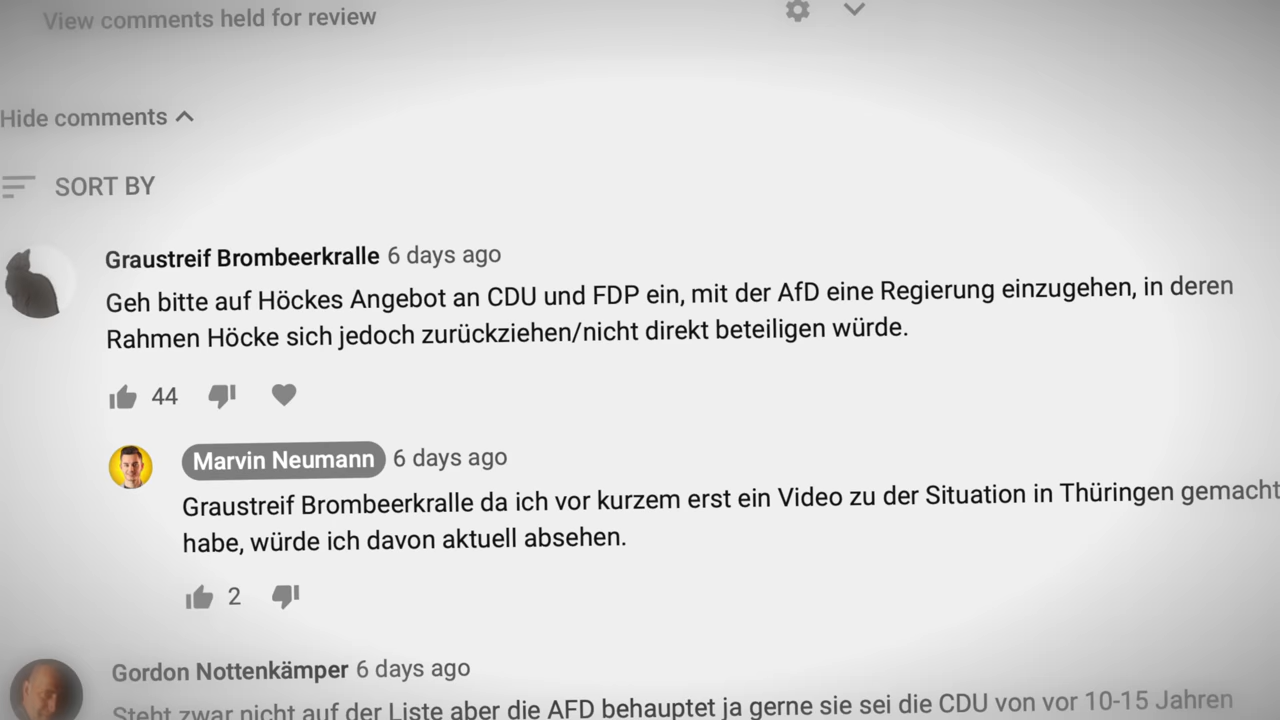 View comments held for review
Hide comments
SORT BY
Graustreif Brombeerkralle 6 days ago
Geh bitte auf Höckes Angebot an CDU und FDP ein, mit der AfD eine Regierung einzugehen, in deren
Rahmen Höcke sich jedoch zurückziehen/nicht direkt beteiligen würde.
44
Marvin Neumann 6 days ago
Graustreif Brombeerkralle da ich vor kurzem erst ein Video zu der Situation in Thüringen gemacht
habe, würde ich davon aktuell absehen.
2
Gordon Nottenkämper 6 days ago
Steht zwar nicht auf der Liste aber die AFD behauptet ja gerne sie sei die CDU von vor 10-15 Jahren